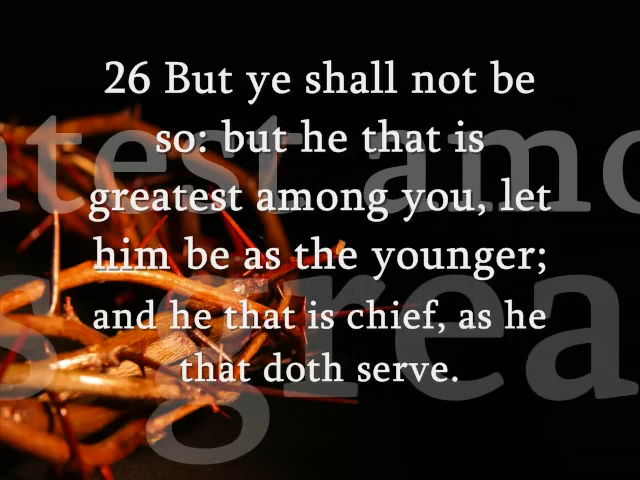 26 But ye shall not be
so: but he that is
greatest among you, let
him be as the younger;
and he that is chief, as he
that doth serve.